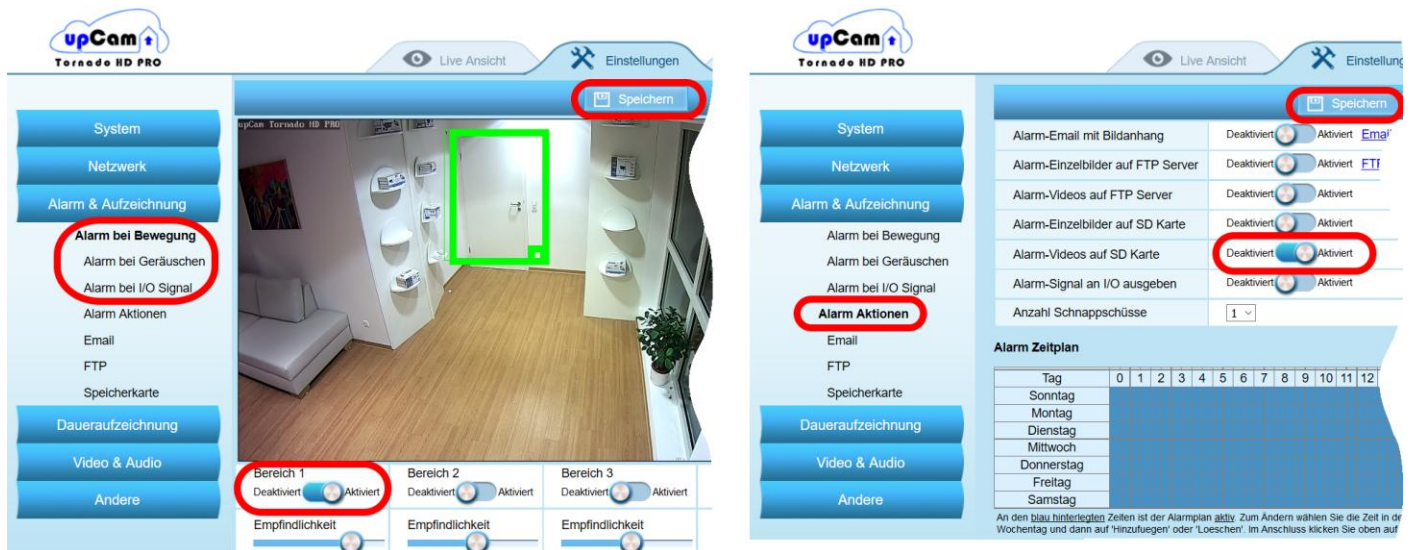 upCam
Tornado HD PRO
Live Ansicht
Einstellungen
Speichern
System
Netzwerk
Alarm & Aufzeichnung
Alarm bei Bewegung
Alarm bei Geräuschen
Alarm bei I/O Signal
Alarm Aktionen
Email
FTP
Speicherkarte
Daueraufzeichnung
Video & Audio
Andere
upCam Tornado HD PRO
Bereich 1 Bereich 2 Bereich 3
Deaktiviert Aktiviert Deaktiviert Aktiviert Deaktiviert Aktiviert
Empfindlichkeit Empfindlichkeit Empfindlichkeit
upCam
Tornado HD PRO
Live Ansicht
Einstellung
Speichern
System
Netzwerk
Alarm & Aufzeichnung
Alarm bei Bewegung
Alarm bei Geräuschen
Alarm bei I/O Signal
Alarm Aktionen
Email
FTP
Speicherkarte
Daueraufzeichnung
Video & Audio
Andere
Alarm-Email mit Bildanhang Deaktiviert Aktiviert Email
Alarm-Einzelbilder auf FTP Server Deaktiviert Aktiviert FTP
Alarm-Videos auf FTP Server Deaktiviert Aktiviert
Alarm-Einzelbilder auf SD Karte Deaktiviert Aktiviert
Alarm-Videos auf SD Karte Deaktiviert Aktiviert
Alarm-Signal an I/O ausgeben Deaktiviert Aktiviert
Anzahl Schnappschüsse 1
Alarm Zeitplan
Tag 0 1 2 3 4 5 6 7 8 9 10 11 12
Sonntag
Montag
Dienstag
Mittwoch
Donnerstag
Freitag
Samstag
An den blau hinterlegten Zeiten ist der Alarmplan aktiv. Zum Ändern wählen Sie die Zeit in der
Wochentag und dann auf 'Hinzufuegen' oder 'Loeschen'. Im Anschluss klicken Sie oben auf